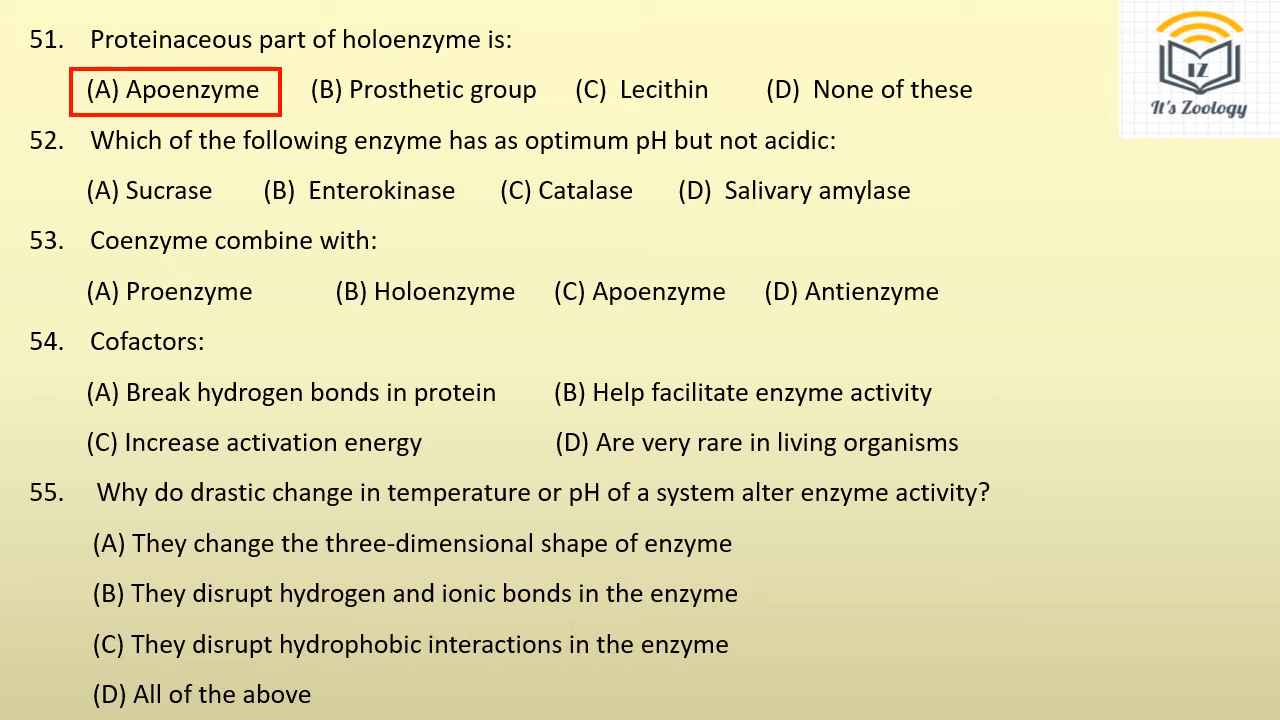 51. Proteinaceous part of holoenzyme is:
(A) Apoenzyme (B) Prosthetic group (C) Lecithin (D) None of these
IZ
It's Zoology
52. Which of the following enzyme has as optimum pH but not acidic:
(A) Sucrase (B) Enterokinase (C) Catalase (D) Salivary amylase
53. Coenzyme combine with:
(A) Proenzyme (B) Holoenzyme (C) Apoenzyme (D) Antienzyme
54. Cofactors:
(A) Break hydrogen bonds in protein (B) Help facilitate enzyme activity
(C) Increase activation energy (D) Are very rare in living organisms
55. Why do drastic change in temperature or pH of a system alter enzyme activity?
(A) They change the three-dimensional shape of enzyme
(B) They disrupt hydrogen and ionic bonds in the enzyme
(C) They disrupt hydrophobic interactions in the enzyme
(D) All of the above